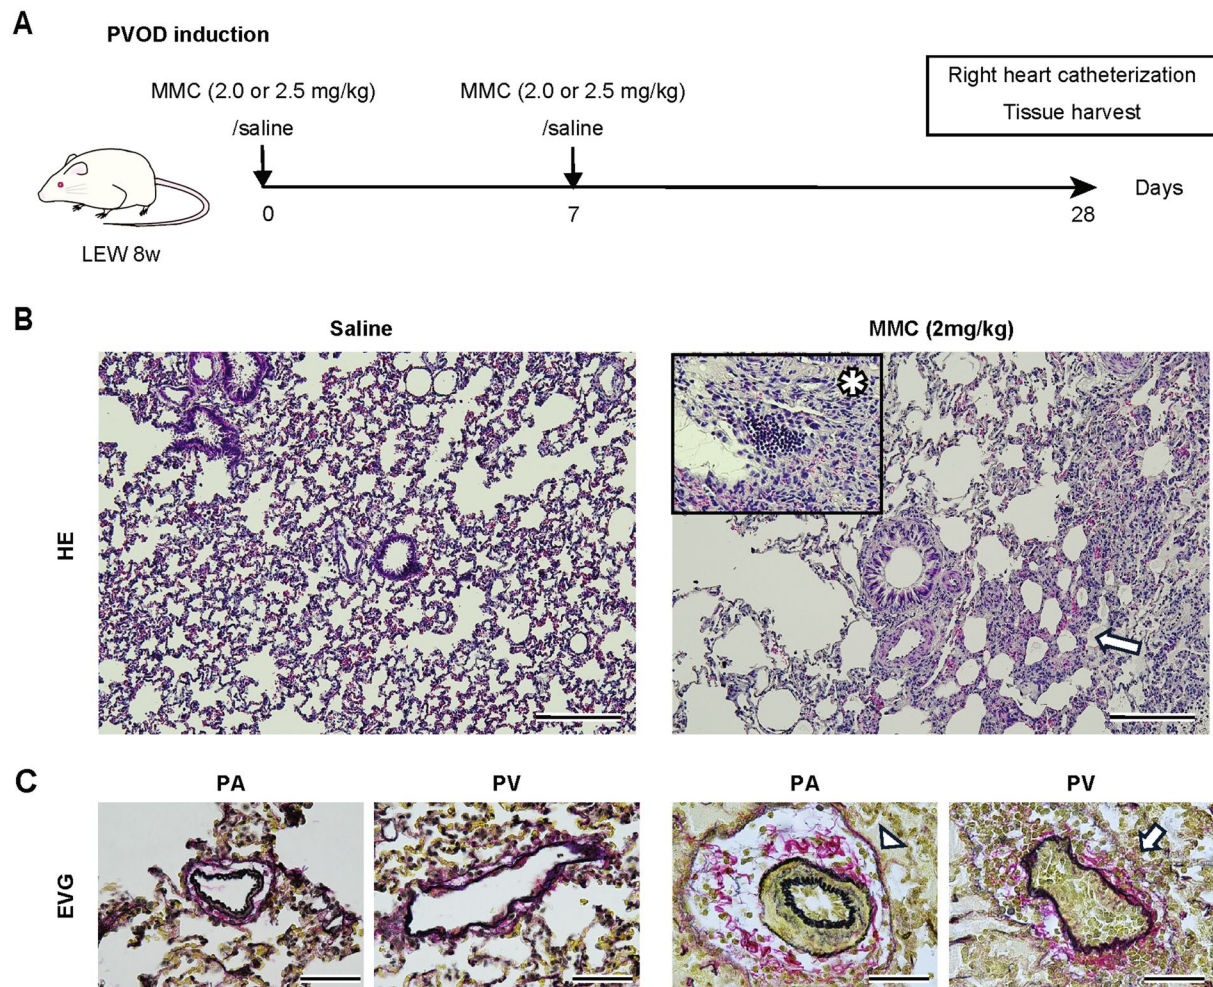 A
PVOD induction
MMC (2.0 or 2.5 mg/kg)
/saline
MMC (2.0 or 2.5 mg/kg)
/saline
Right heart catheterization
Tissue harvest
0
7
28
Days
LEW 8w
B
Saline
MMC (2mg/kg)
HE
C
PA
PV
PA
PV
EVG